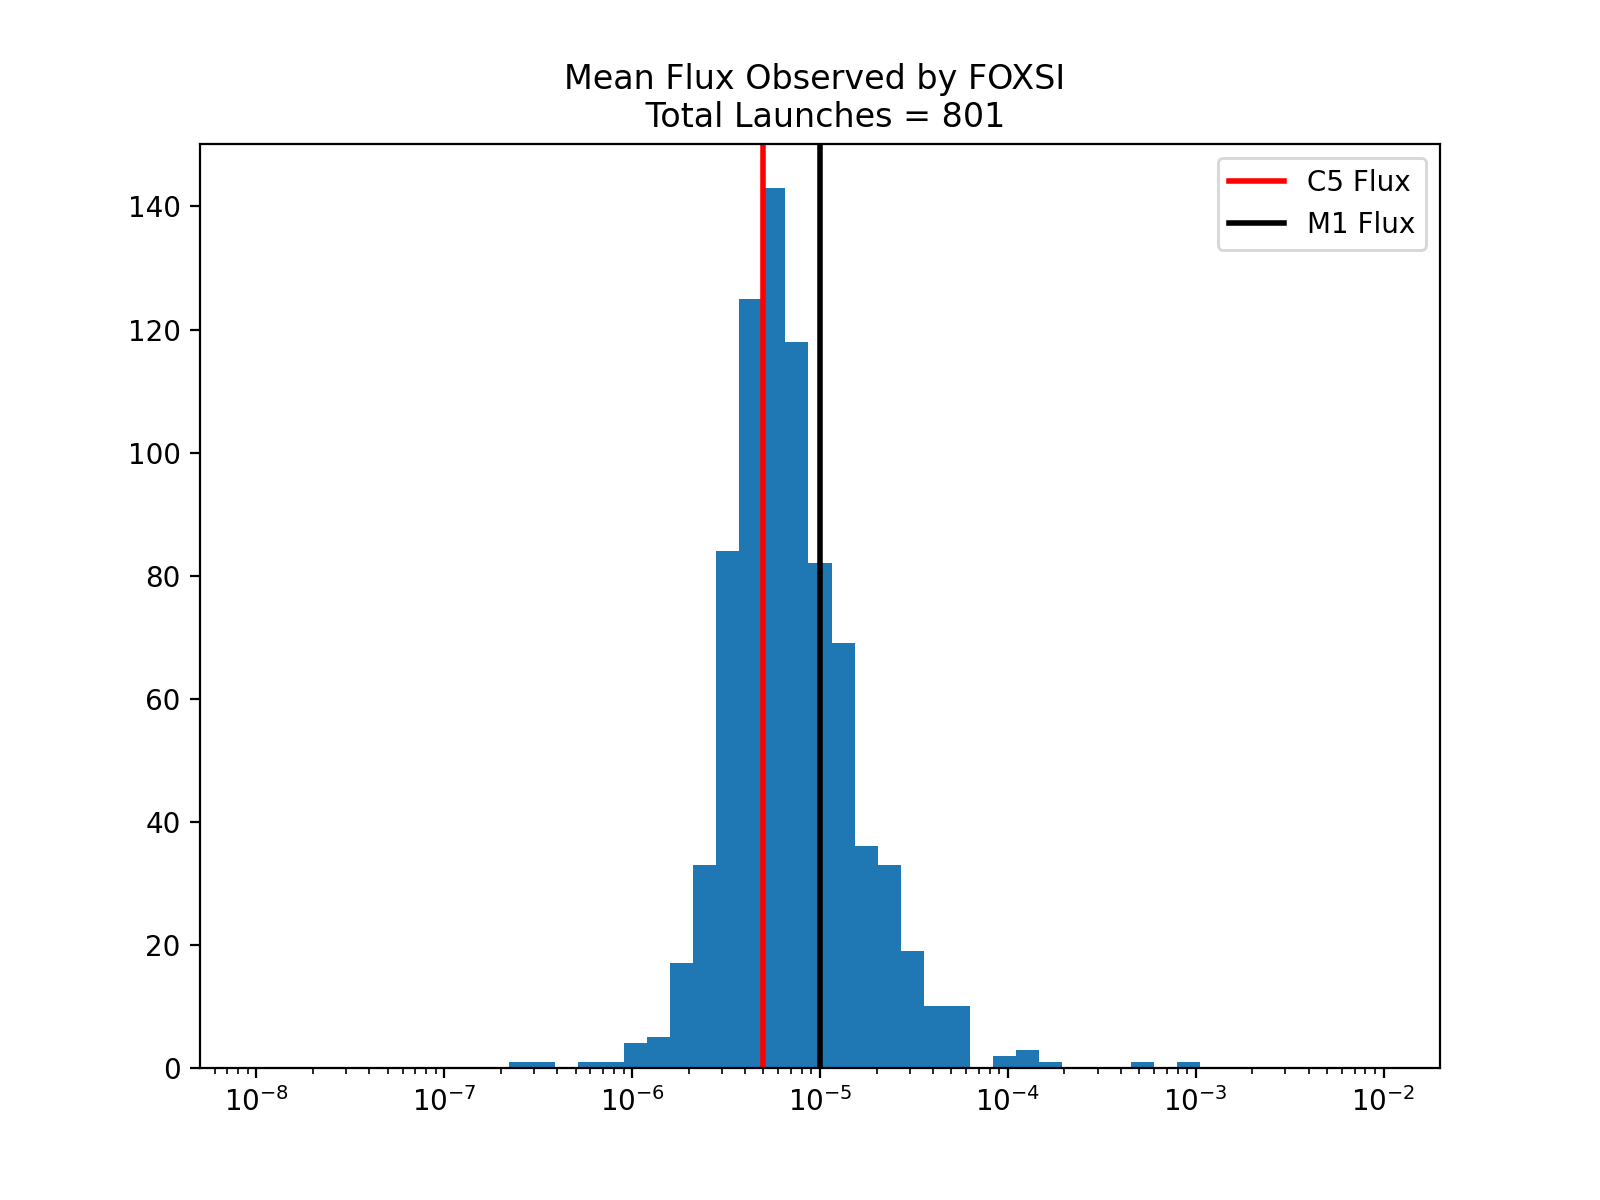 Mean Flux Observed by FOXSI
Total Launches = 801
C5 Flux
M1 Flux
140
120
100
80
60
40
20
0
10⁻⁸ 10⁻⁷ 10⁻⁶ 10⁻⁵ 10⁻⁴ 10⁻³ 10⁻²